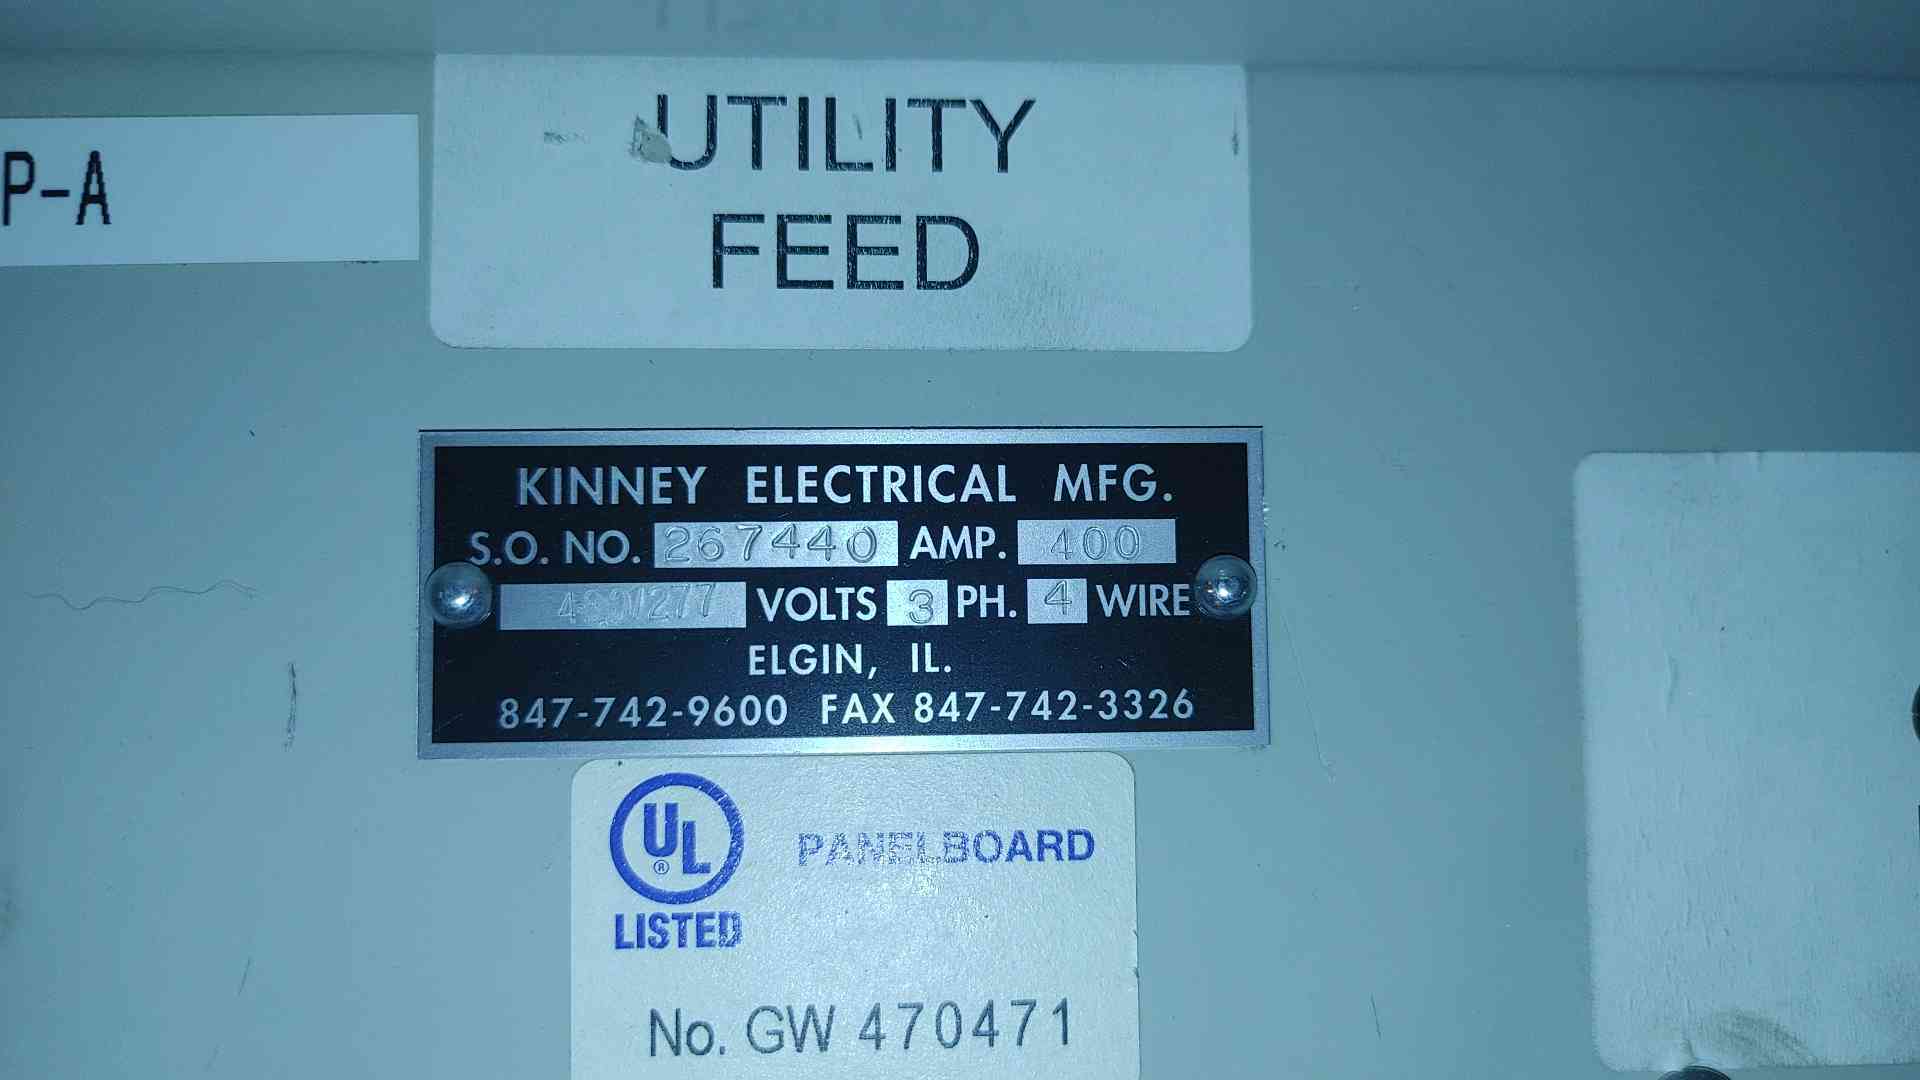 UTILITY
FEED
P-A
KINNEY ELECTRICAL MFG.
S.O. NO. 267440 AMP. 400
480/277 VOLTS 3 PH. 4 WIRE
ELGIN, IL.
847-742-9600 FAX 847-742-3326
UL ®
LISTED
PANELBOARD
No. GW 470471